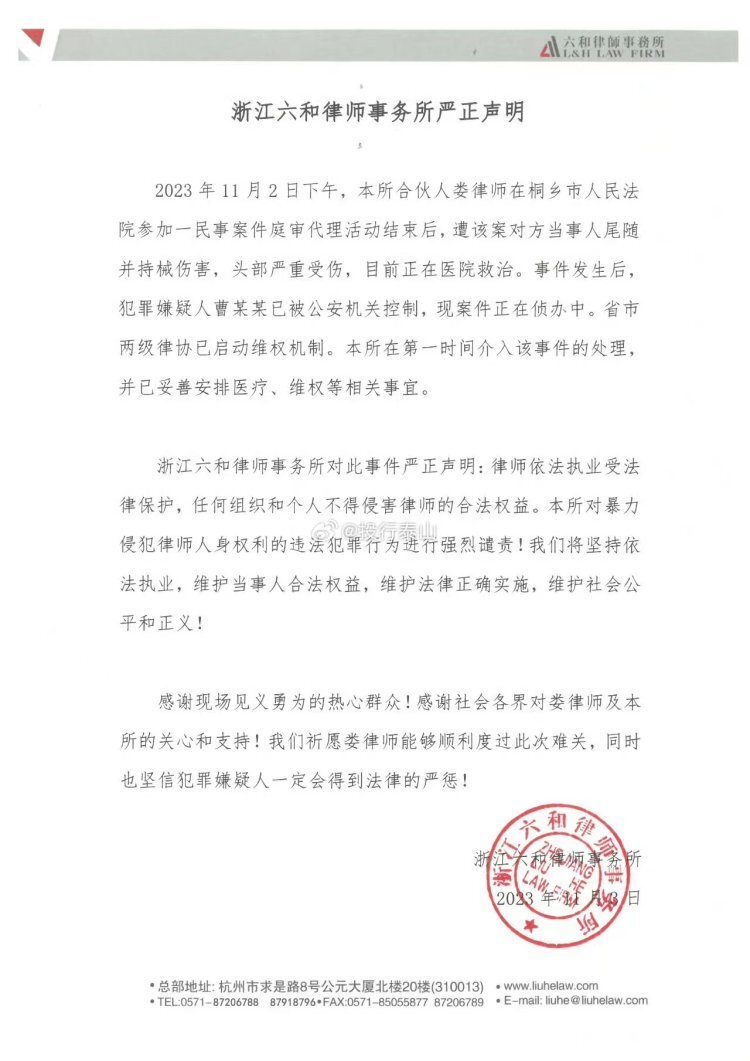 六和律師事務所
L&H LAW FIRM
浙江六和律师事务所严正声明
2023 年 11 月 2 日下午，本所合伙人娄律师在桐乡市人民法
院参加一民事案件庭审代理活动结束后，遭该案对方当事人尾随
并持械伤害，头部严重受伤，目前正在医院救治。事件发生后，
犯罪嫌疑人曹某某已被公安机关控制，现案件正在侦办中。省市
两级律协已启动维权机制。本所在第一时间介入该事件的处理，
并已妥善安排医疗、维权等相关事宜。
浙江六和律师事务所对此事件严正声明：律师依法执业受法
律保护，任何组织和个人不得侵害律师的合法权益。本所对暴力
@投行泰山
侵犯律师人身权利的违法犯罪行为进行强烈谴责！我们将坚持依
法执业，维护当事人合法权益，维护法律正确实施，维护社会公
平和正义！
感谢现场见义勇为的热心群众！感谢社会各界对娄律师及本
所的关心和支持！我们祈愿娄律师能够顺利度过此次难关，同时
也坚信犯罪嫌疑人一定会得到法律的严惩！
浙江六和律师事务所
ZHEJIANG
LIU HE
LAW FIRM
浙江六和律师事务所
2023 年 11 月 3 日
•总部地址: 杭州市求是路8号公元大厦北楼20楼(310013) •www.liuhelaw.com
•TEL:0571-87206788 87918796•FAX:0571-85055877 87206789 •E-mail: liuhe@liuhelaw.com